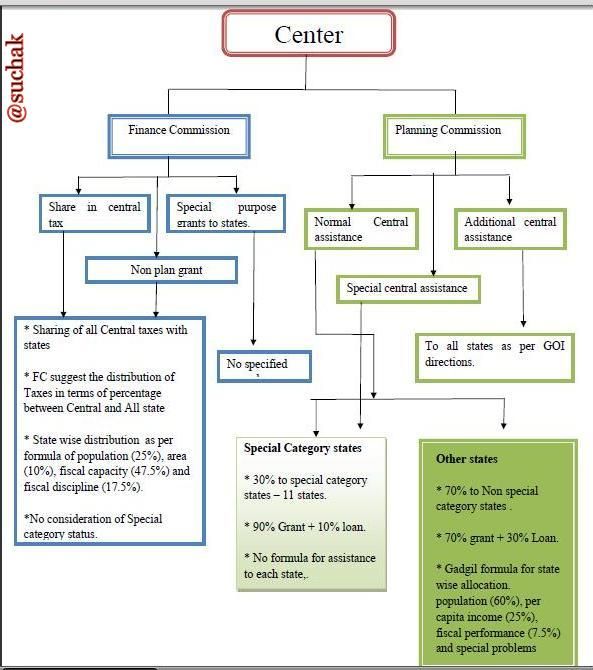 @suchak
Center
Finance Commission
Planning Commission
Share in central
tax
Special purpose
grants to states.
Normal Central
assistance
Additional central
assistance
Non plan grant
Special central assistance
* Sharing of all Central taxes with
states
* FC suggest the distribution of
Taxes in terms of percentage
between Central and All state
* State wise distribution as per
formula of population (25%), area
(10%), fiscal capacity (47.5%) and
fiscal discipline (17.5%).
*No consideration of Special
category status.
No specified
To all states as per GOI
directions.
Special Category states
* 30% to special category
states – 11 states.
* 90% Grant + 10% loan.
* No formula for assistance
to each state,.
Other states
* 70% to Non special
category states .
* 70% grant + 30% Loan.
* Gadgil formula for state
wise allocation.
population (60%), per
capita income (25%),
fiscal performance (7.5%)
and special problems